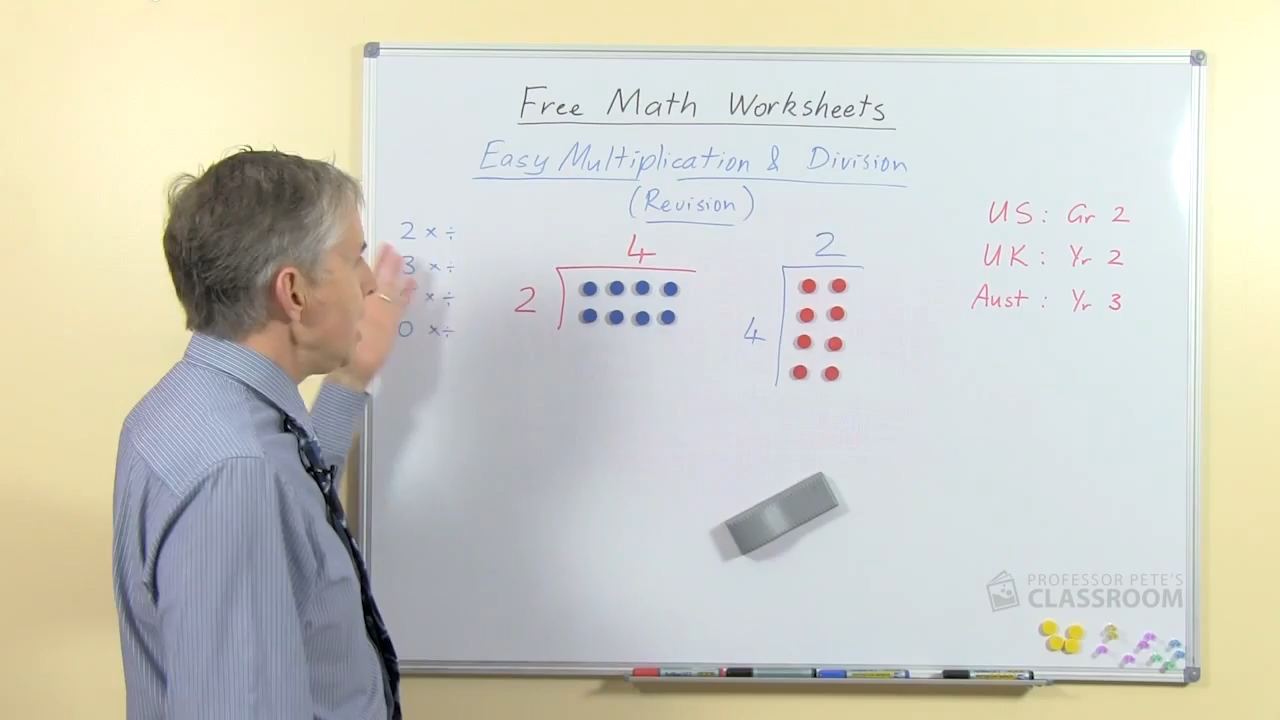 Free Math Worksheets
Easy Multiplication & Division
(Revision)
2 × ÷
3 × ÷
× ÷
0 × ÷
4
2
2
4
US: Gr 2
UK: Yr 2
Aust: Yr 3
PROFESSOR PETE'S
CLASSROOM